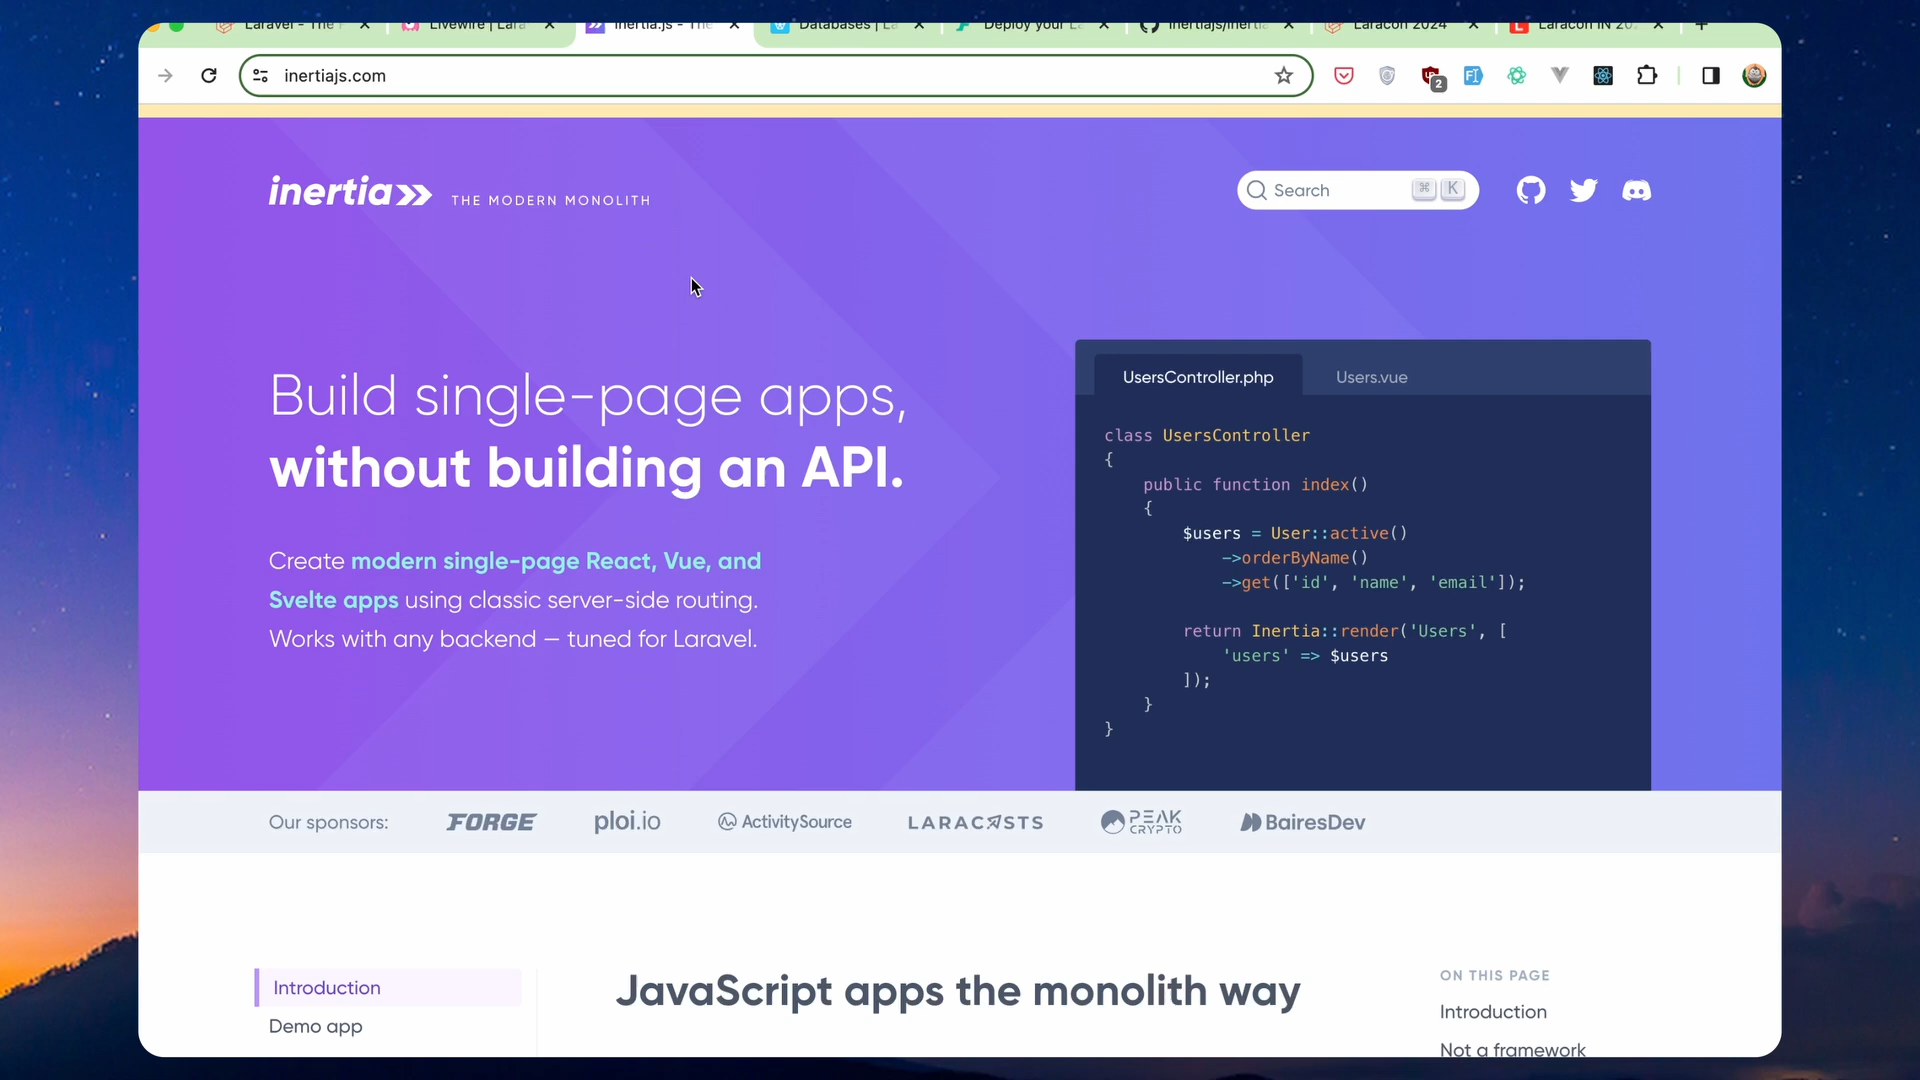 Laravel - The
Livewire | Lara
Inertia.js - The
Databases | La
Deploy your L
inertiajs/inertia
Laracon 2024
Laracon IN 20
inertiajs.com
2
inertia
THE MODERN MONOLITH
Search
⌘ K
Build single-page apps,
without building an API.
Create modern single-page React, Vue, and
Svelte apps using classic server-side routing.
Works with any backend — tuned for Laravel.
UsersController.php
Users.vue
class UsersController
{
    public function index()
    {
        $users = User::active()
            ->orderByName()
            ->get(['id', 'name', 'email']);
        return Inertia::render('Users', [
            'users' => $users
        ]);
    }
}
Our sponsors:
FORGE
ploi.io
ActivitySource
LARACASTS
PEAK
CRYPTO
BairesDev
Introduction
Demo app
JavaScript apps the monolith way
ON THIS PAGE
Introduction
Not a framework